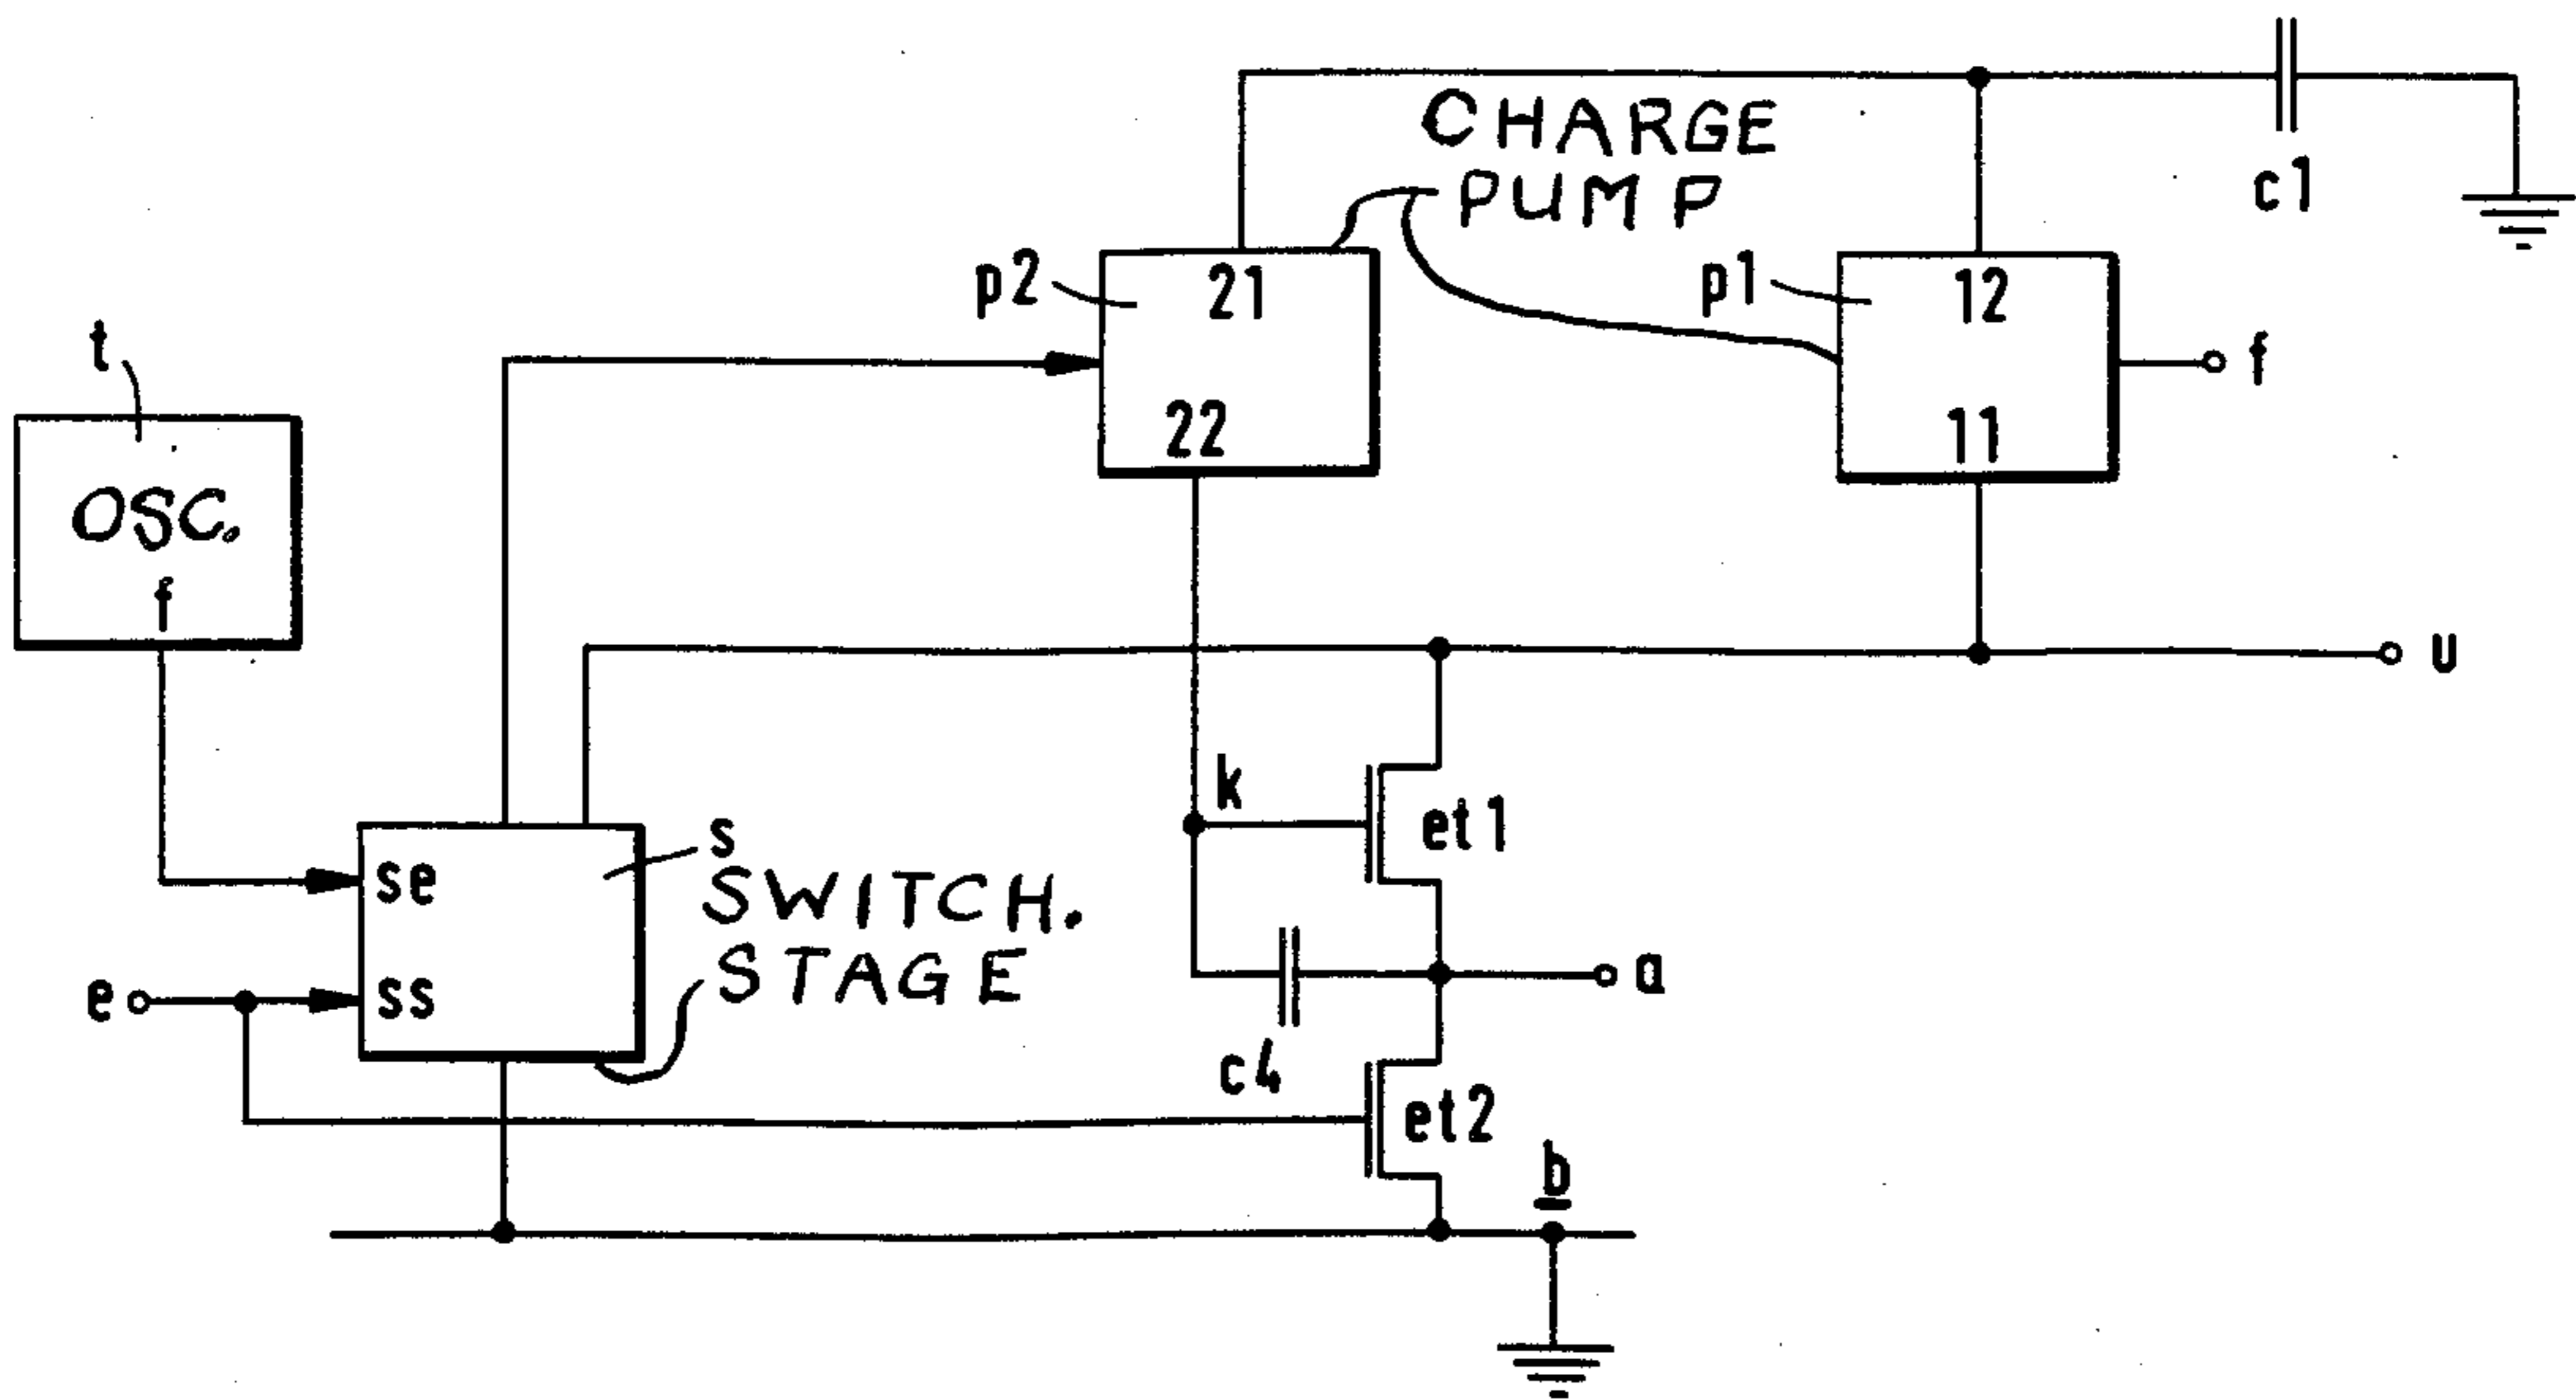 CHARGE
PUMP
c1
p2
21
22
p1
12
11
f
t
OSC.
f
u
k
et1
s
SWITCH.
STAGE
se
ss
e
a
c4
et2
b